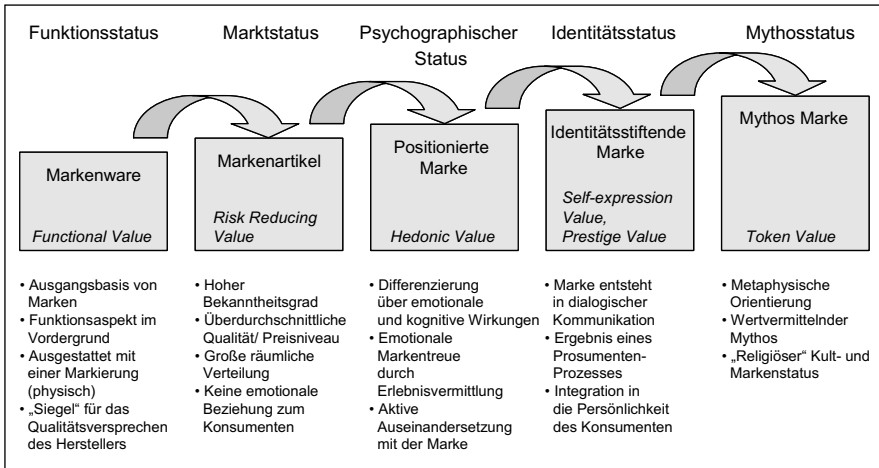 Funktionsstatus
Marktstatus
Psychographischer
Status
Identitätsstatus
Mythosstatus
Markenware
Functional Value
Markenartikel
Risk Reducing
Value
Positionierte
Marke
Hedonic Value
Identitätsstiftende
Marke
Self-expression
Value,
Prestige Value
Mythos Marke
Token Value
• Ausgangsbasis von
Marken
• Funktionsaspekt im
Vordergrund
• Ausgestattet mit
einer Markierung
(physisch)
• „Siegel“ für das
Qualitätsversprechen
des Herstellers
• Hoher
Bekanntheitsgrad
• Überdurchschnittliche
Qualität/ Preisniveau
• Große räumliche
Verteilung
• Keine emotionale
Beziehung zum
Konsumenten
• Differenzierung
über emotionale
und kognitive Wirkungen
• Emotionale
Markentreue
durch
Erlebnisvermittlung
• Aktive
Auseinandersetzung
mit der Marke
• Marke entsteht
in dialogischer
Kommunikation
• Ergebnis eines
Prosumenten-
Prozesses
• Integration in
die Persönlichkeit
des Konsumenten
• Metaphysische
Orientierung
• Wertvermittelnder
Mythos
• „Religiöser“ Kult- und
Markenstatus